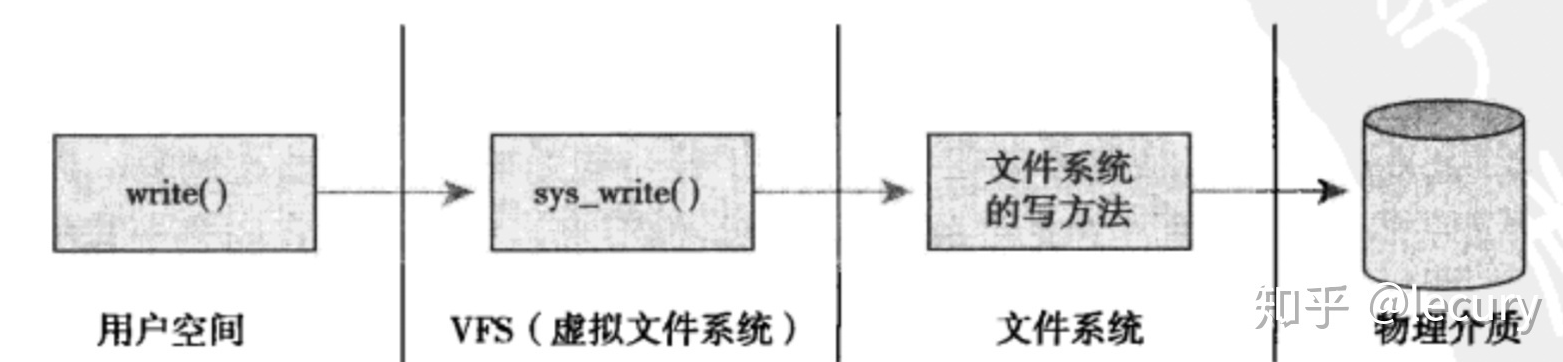 write()
sys_write()
文件系统
的写方法
用户空间
VFS（虚拟文件系统）
文件系统
物理介质
知乎 @lecury